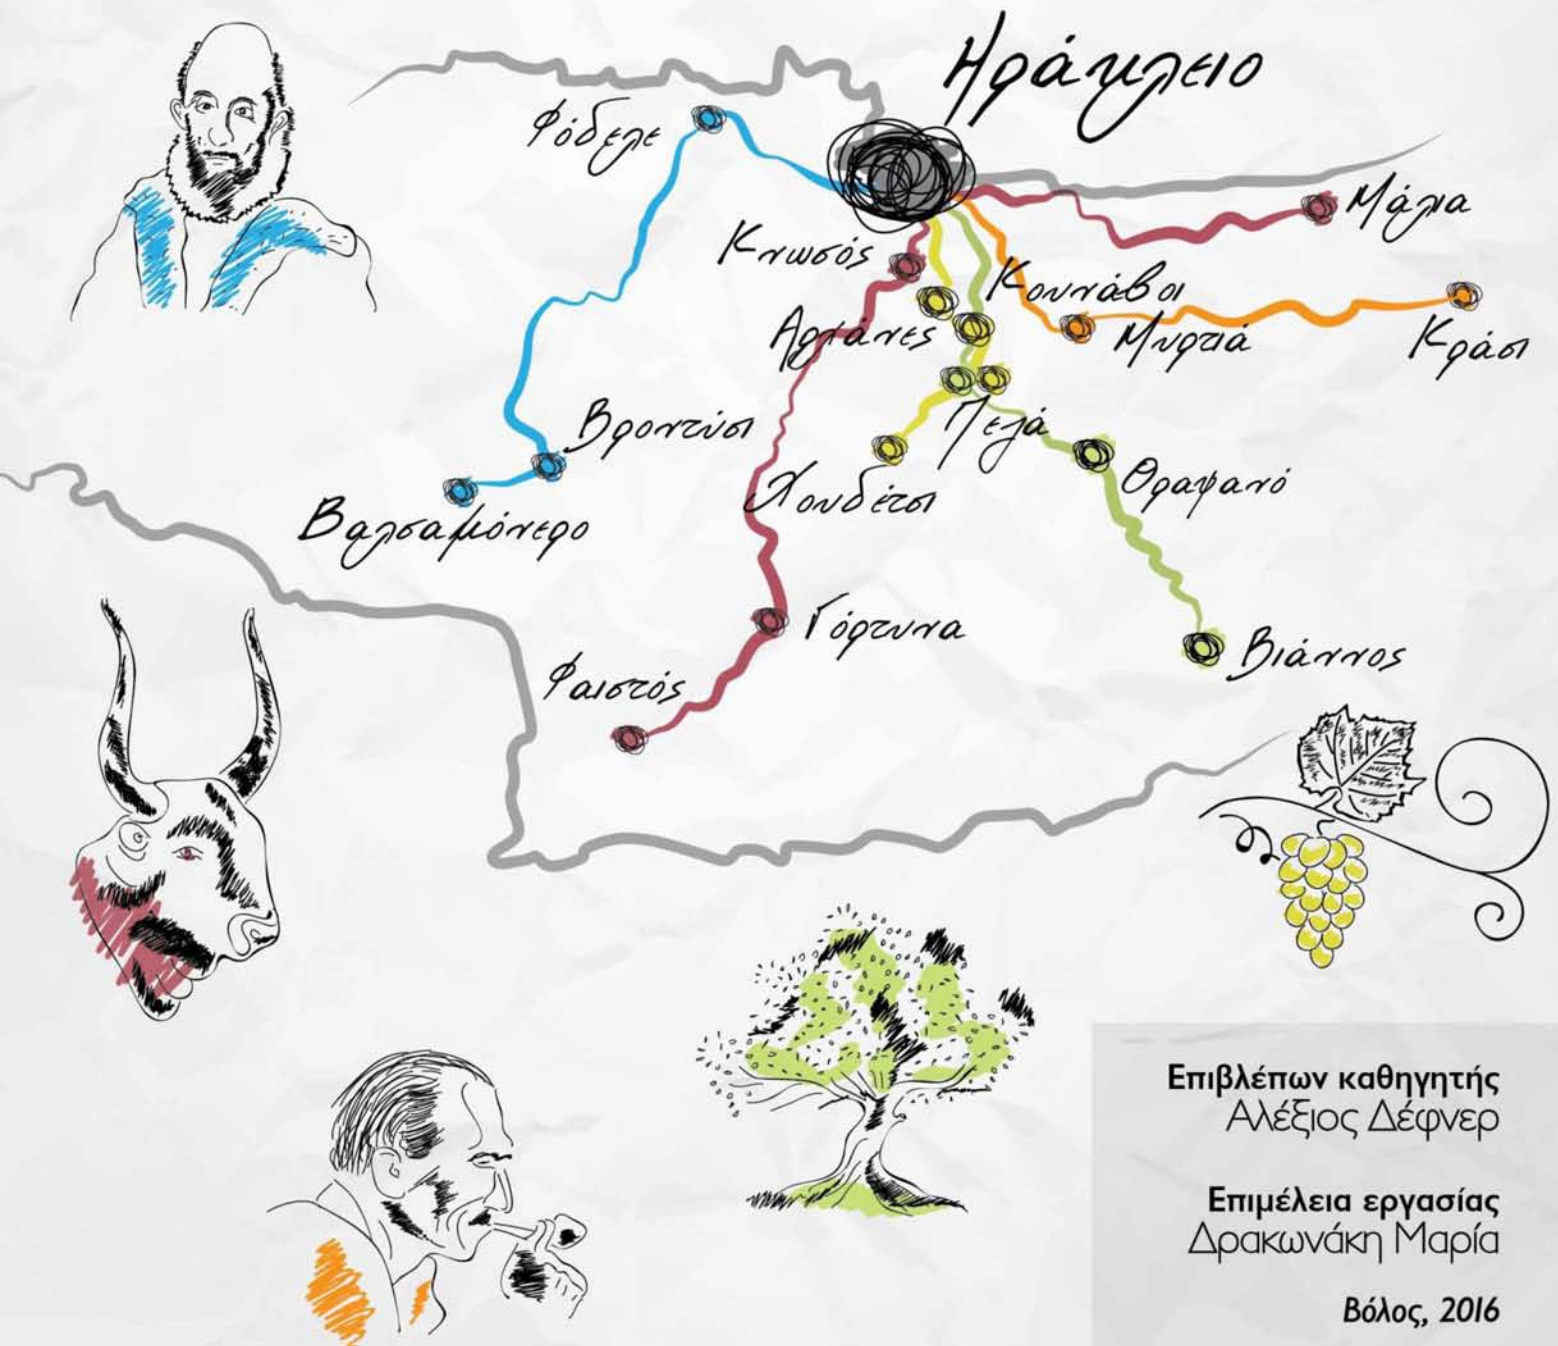 Ηράκλειο
Φόδελε
Μάλια
Κνωσός
Κουνάβοι
Αρχάνες
Μυρτιά
Κράσι
Βροντύσι
Πεζά
Χουδέτσι
Θραψανό
Βαλσαμόνερο
Γόρτυνα
Βιάννος
Φαιστός
Επιβλέπων καθηγητής
Αλέξιος Δέφνερ
Επιμέλεια εργασίας
Δρακωνάκη Μαρία
Βόλος, 2016